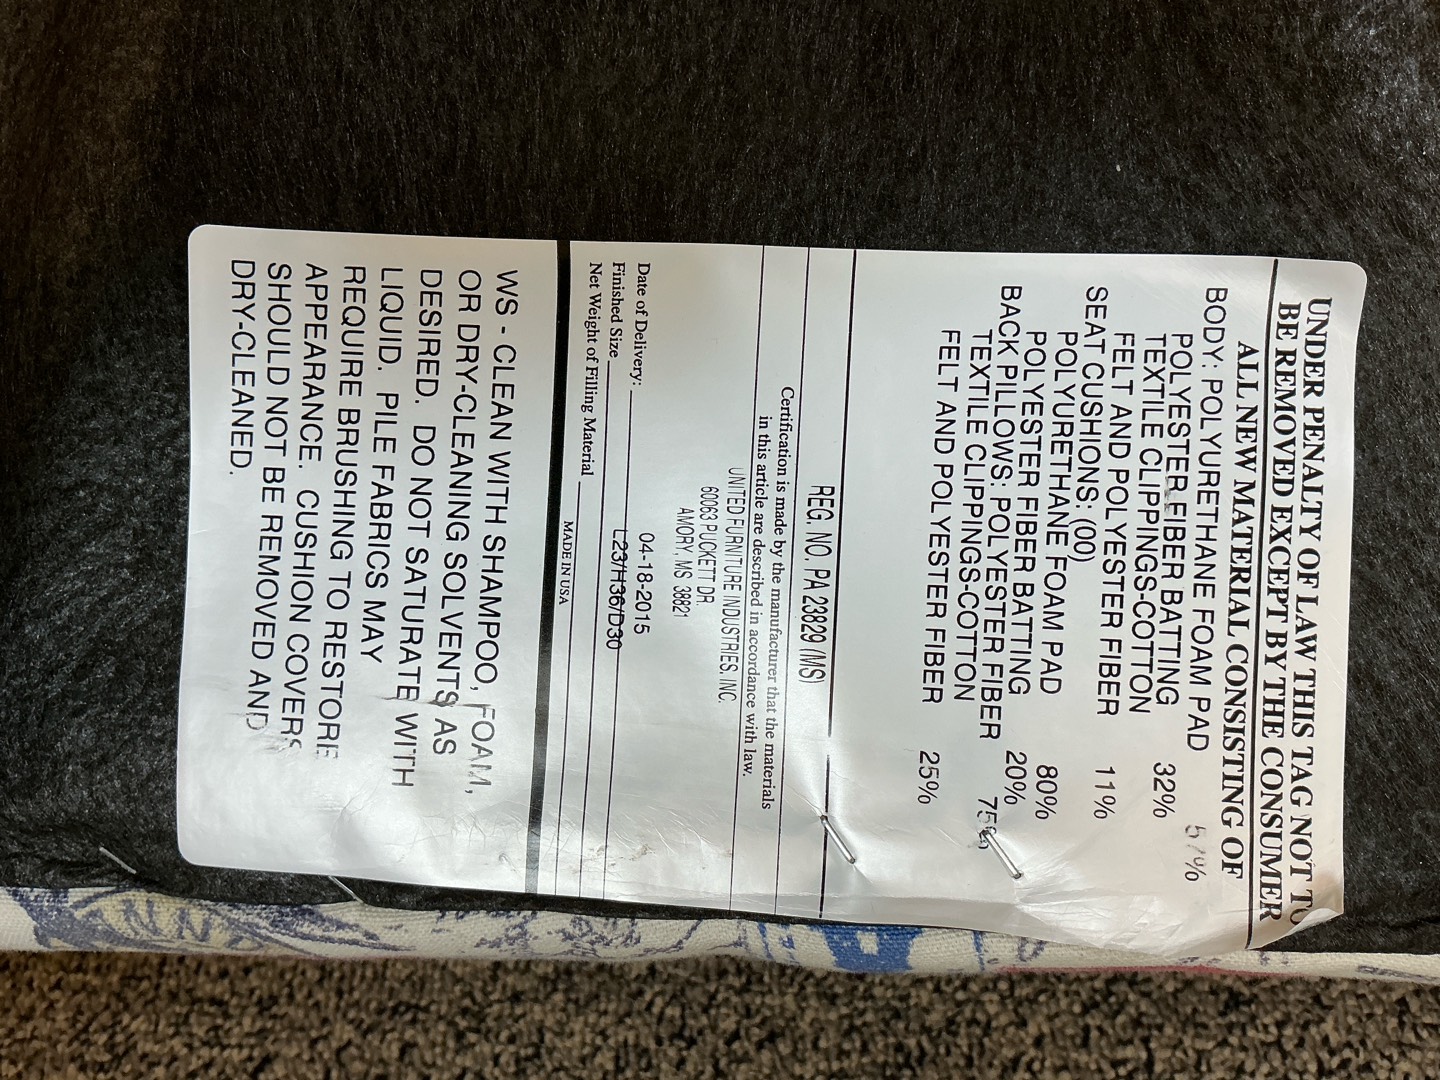 UNDER PENALTY OF LAW THIS TAG NOT TO
BE REMOVED EXCEPT BY THE CONSUMER
ALL NEW MATERIAL CONSISTING OF
BODY: POLYURETHANE FOAM PAD 57%
POLYESTER FIBER BATTING 32%
TEXTILE CLIPPINGS-COTTON
FELT AND POLYESTER FIBER 11%
SEAT CUSHIONS: (00)
POLYURETHANE FOAM PAD 80%
POLYESTER FIBER BATTING 20%
BACK PILLOWS: POLYESTER FIBER 75%
TEXTILE CLIPPINGS-COTTON
FELT AND POLYESTER FIBER 25%
REG. NO. PA 23829 (MS)
Certification is made by the manufacturer that the materials
in this article are described in accordance with law.
UNITED FURNITURE INDUSTRIES, INC.
60063 PUCKETT DR
AMORY, MS 38821
Date of Delivery: 04-18-2015
Finished Size L23/H36/D30
Net Weight of Filling Material
MADE IN USA
WS - CLEAN WITH SHAMPOO, FOAM,
OR DRY-CLEANING SOLVENTS AS
DESIRED. DO NOT SATURATE WITH
LIQUID. PILE FABRICS MAY
REQUIRE BRUSHING TO RESTORE
APPEARANCE. CUSHION COVERS
SHOULD NOT BE REMOVED AND
DRY-CLEANED.